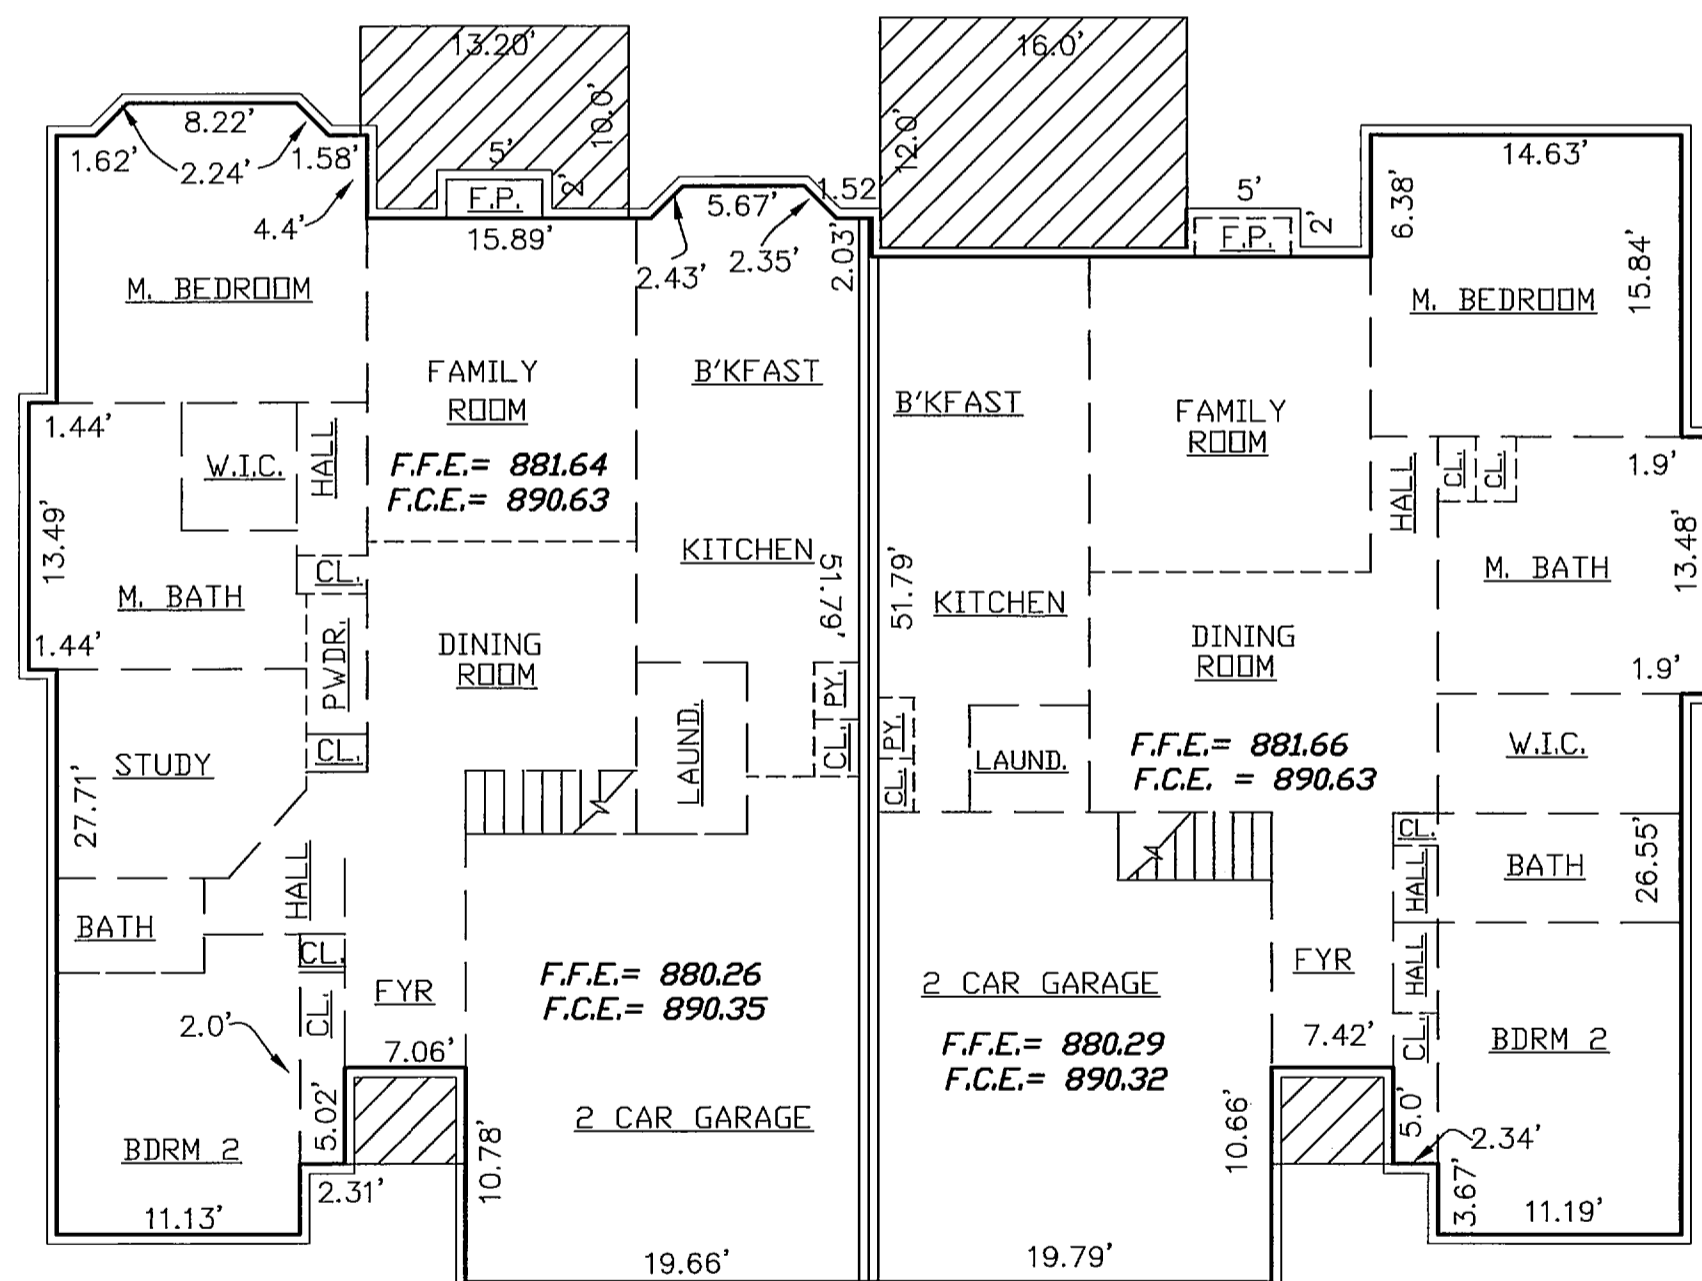 13.20'
16.0'
8.22'
10.0'
12.0'
1.62'
2.24'
1.58'
5'
2'
F.P.
4.4'
15.89'
5.67'
1.52
2.43'
2.35'
2.03'
5'
2'
F.P.
6.38'
14.63'
15.84'
M. BEDROOM
M. BEDROOM
FAMILY
ROOM
B'KFAST
B'KFAST
FAMILY
ROOM
1.44'
W.I.C.
HALL
F.F.E.= 881.64
F.C.E.= 890.63
HALL
CL.
CL.
1.9'
13.49'
KITCHEN
51.79'
51.79'
13.48'
CL.
M. BATH
KITCHEN
M. BATH
1.44'
PWDR.
DINING
ROOM
DINING
ROOM
1.9'
PY.
CL.
PY.
CL.
LAUND.
LAUND.
STUDY
CL.
F.F.E.= 881.66
F.C.E. = 890.63
W.I.C.
27.71'
HALL
CL.
HALL
BATH
26.55'
BATH
CL.
FYR
F.F.E.= 880.26
F.C.E.= 890.35
2 CAR GARAGE
FYR
HALL
2.0'
CL.
7.06'
F.F.E.= 880.29
F.C.E.= 890.32
7.42'
CL.
BDRM 2
5.02'
2 CAR GARAGE
10.78'
10.66'
5.0'
2.34'
BDRM 2
2.31'
3.67'
11.13'
11.19'
19.66'
19.79'